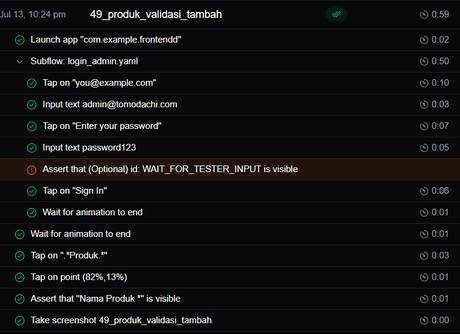 Jul 13, 10:24 pm 49_produk_validasi_tambah 0:59
Launch app "com.example.frontendd" 0:02
Subflow: login_admin.yaml 0:50
Tap on "you@example.com" 0:10
Input text admin@tomodachi.com 0:03
Tap on "Enter your password" 0:07
Input text password123 0:05
Assert that (Optional) id: WAIT_FOR_TESTER_INPUT is visible
Tap on "Sign In" 0:06
Wait for animation to end 0:01
Wait for animation to end 0:01
Tap on ".*Produk.*" 0:03
Tap on point (82%,13%) 0:01
Assert that "Nama Produk *" is visible 0:01
Take screenshot 49_produk_validasi_tambah 0:00